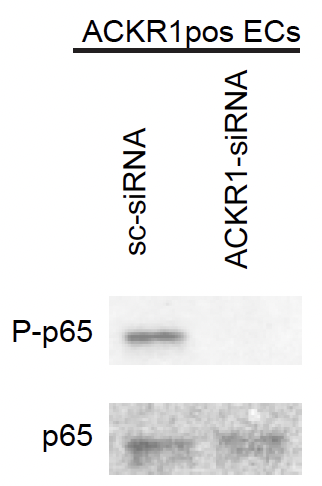 ACKR1pos ECs
sc-siRNA
ACKR1-siRNA
P-p65
p65